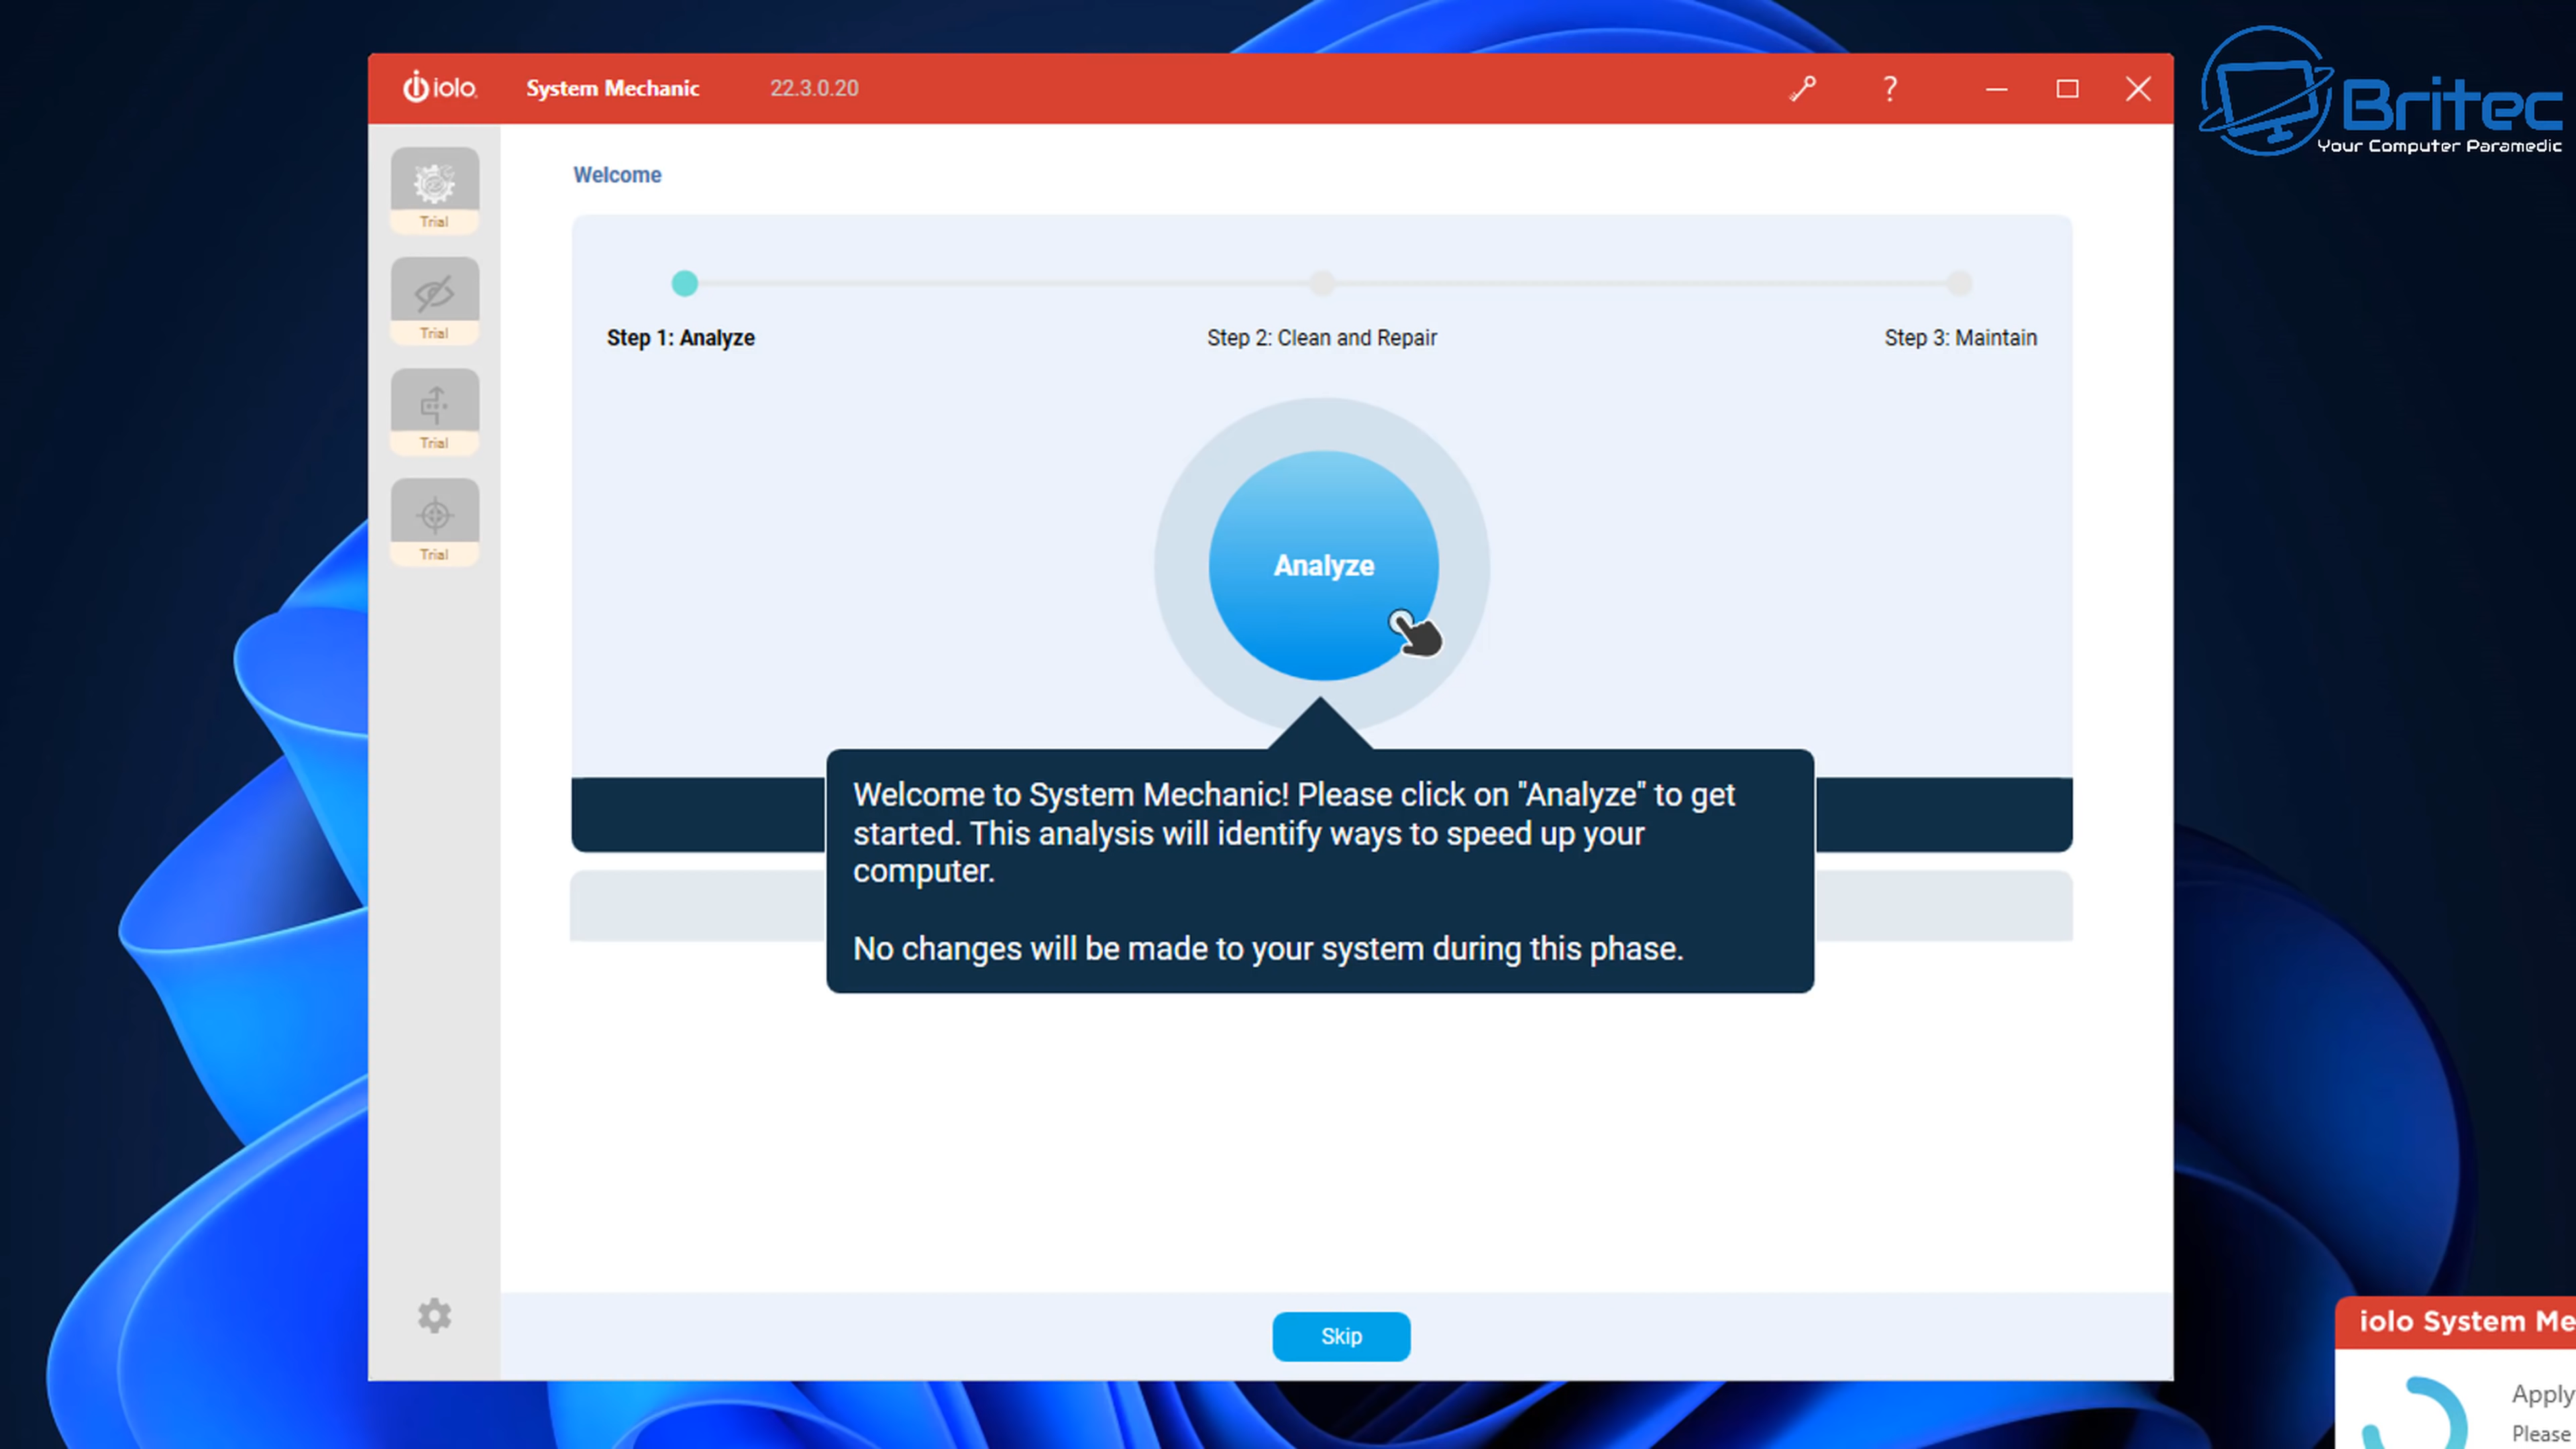 iolo
System Mechanic
22.3.0.20
Britec
Your Computer Paramedic
Welcome
Trial
Trial
Trial
Trial
Step 1: Analyze
Step 2: Clean and Repair
Step 3: Maintain
Analyze
Welcome to System Mechanic! Please click on "Analyze" to get
started. This analysis will identify ways to speed up your
computer.
No changes will be made to your system during this phase.
Skip
iolo System Me
Apply
Please